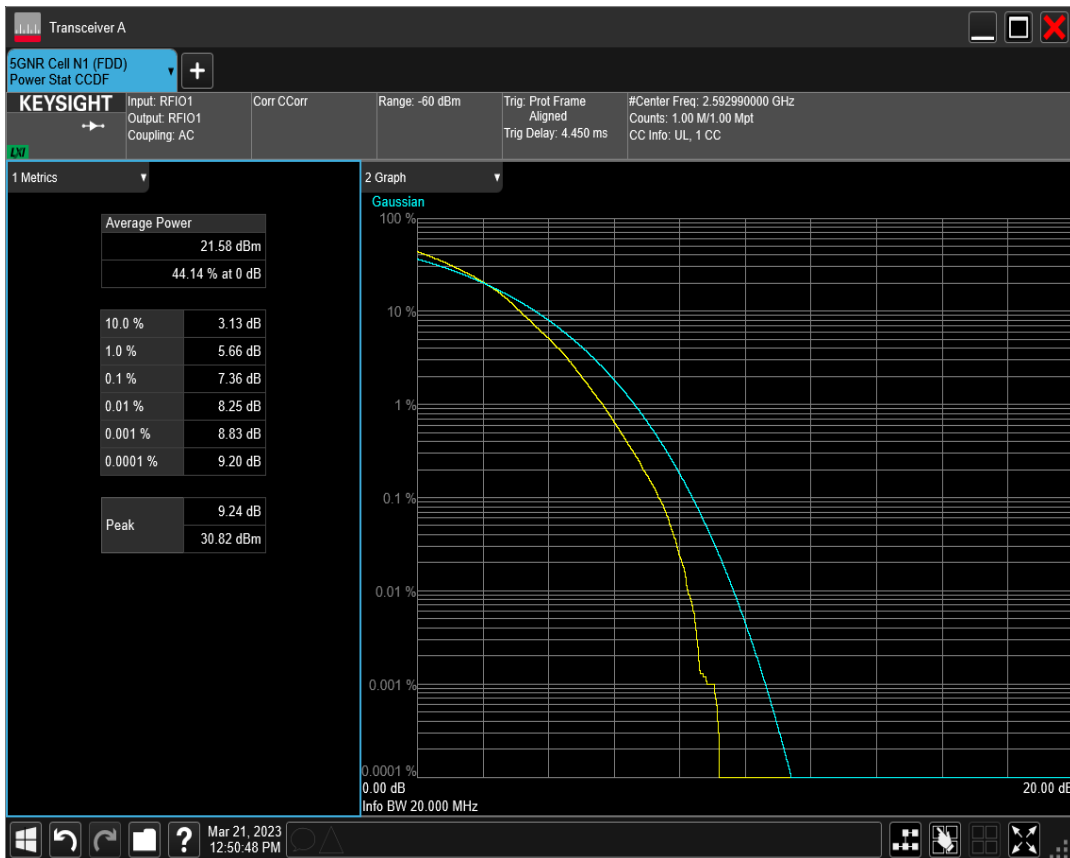 Transceiver A
5GNR Cell N1 (FDD)
Power Stat CCDF
KEYSIGHT
LXI
Input: RFIO1
Output: RFIO1
Coupling: AC
Corr CCorr
Range: -60 dBm
Trig: Prot Frame
Aligned
Trig Delay: 4.450 ms
#Center Freq: 2.592990000 GHz
Counts: 1.00 M/1.00 Mpt
CC Info: UL, 1 CC
1 Metrics
Average Power
21.58 dBm
44.14 % at 0 dB
10.0 % 3.13 dB
1.0 % 5.66 dB
0.1 % 7.36 dB
0.01 % 8.25 dB
0.001 % 8.83 dB
0.0001 % 9.20 dB
Peak
9.24 dB
30.82 dBm
2 Graph
Gaussian
100 %
10 %
1 %
0.1 %
0.01 %
0.001 %
0.0001 %
0.00 dB 20.00 dB
Info BW 20.000 MHz
?
Mar 21, 2023
12:50:48 PM